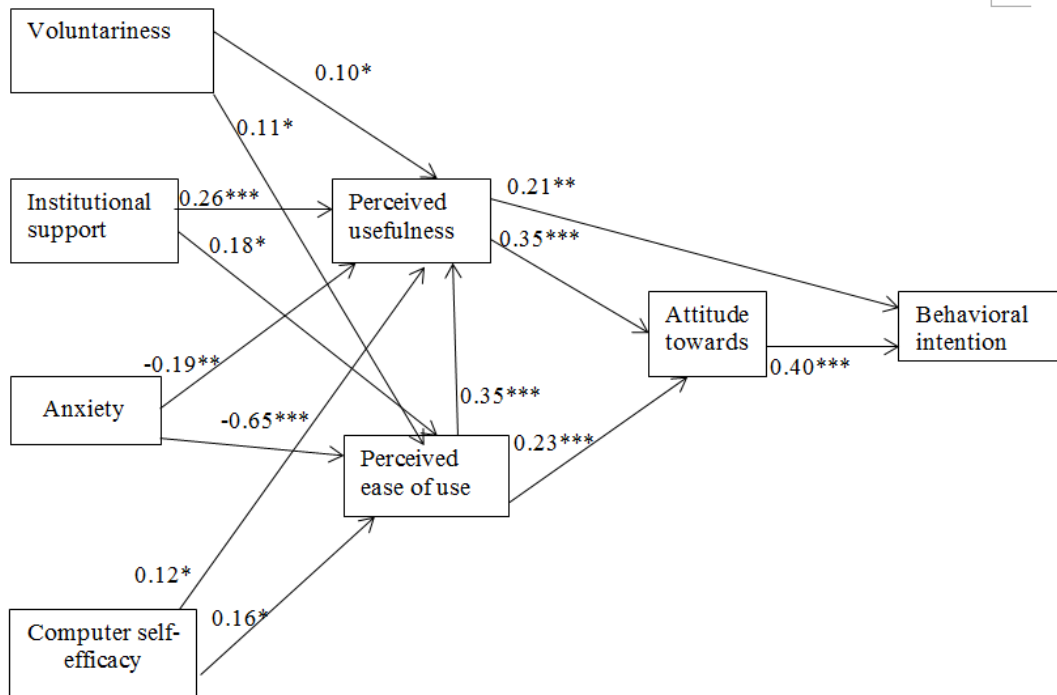 Voluntariness
0.10*
0.11*
Institutional
support
0.26***
0.18*
Perceived
usefulness
0.21**
0.35***
Attitude
towards
Behavioral
intention
0.40***
-0.19**
Anxiety
-0.65***
0.35***
0.23***
Perceived
ease of use
0.12*
0.16*
Computer self-
efficacy